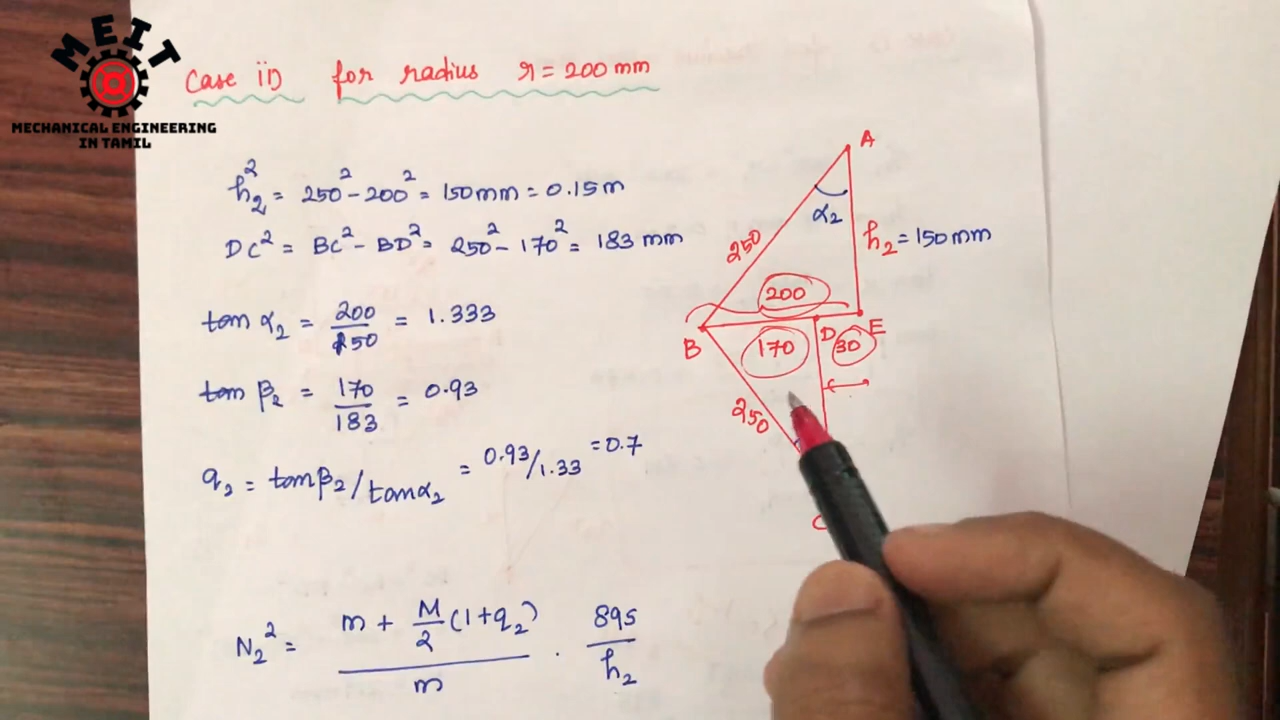 MEIT
MECHANICAL ENGINEERING
IN TAMIL
Case ii) for radius r = 200 mm
h₂² = 250² - 200² = 150 mm = 0.15 m
DC² = BC² - BD² = 250² - 170² = 183 mm
tan α₂ = 200/150 = 1.333
tan β₂ = 170/183 = 0.93
q₂ = tan β₂ / tan α₂ = 0.93/1.33 = 0.7
N₂² = m + M/2 (1+q₂) / m . 895/h₂
A
α₂
250
h₂ = 150 mm
200
B
D
E
170
30
250
C